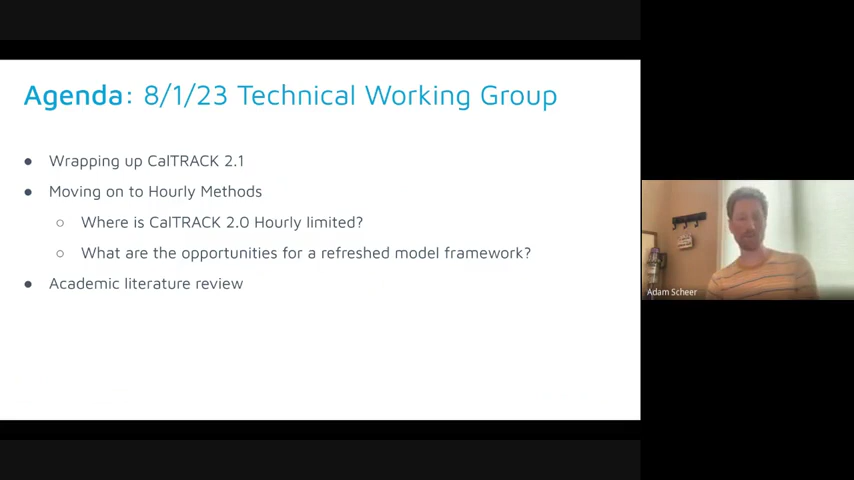 Agenda: 8/1/23 Technical Working Group
● Wrapping up CalTRACK 2.1
● Moving on to Hourly Methods
○ Where is CalTRACK 2.0 Hourly limited?
○ What are the opportunities for a refreshed model framework?
● Academic literature review
Adam Scheer